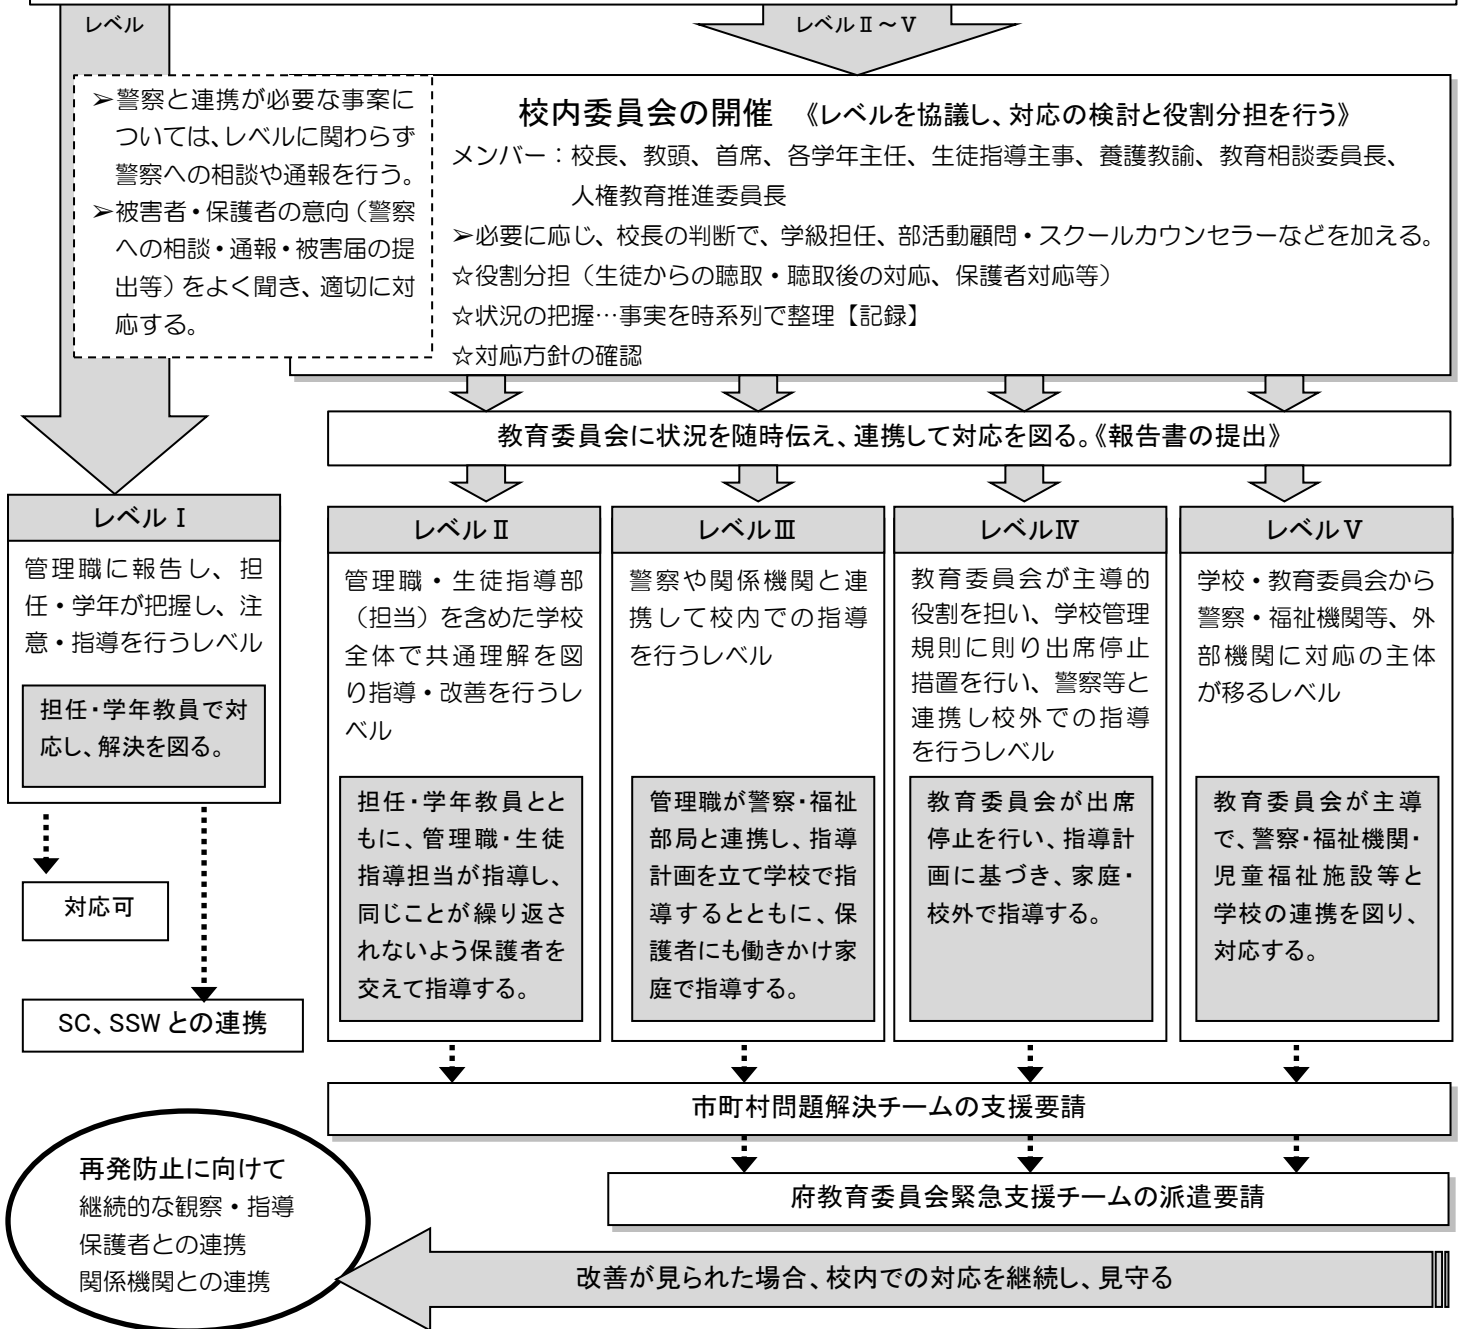 レベル
レベルⅡ～Ⅴ
➢警察と連携が必要な事案に
ついては、レベルに関わらず
警察への相談や通報を行う。
➢被害者・保護者の意向（警察
への相談・通報・被害届の提
出等）をよく聞き、適切に対
応する。
校内委員会の開催 《レベルを協議し、対応の検討と役割分担を行う》
メンバー：校長、教頭、首席、各学年主任、生徒指導主事、養護教諭、教育相談委員長、
人権教育推進委員長
➢必要に応じ、校長の判断で、学級担任、部活動顧問・スクールカウンセラーなどを加える。
☆役割分担（生徒からの聴取・聴取後の対応、保護者対応等）
☆状況の把握…事実を時系列で整理【記録】
☆対応方針の確認
教育委員会に状況を随時伝え、連携して対応を図る。《報告書の提出》
レベルⅠ
管理職に報告し、担
任・学年が把握し、注
意・指導を行うレベル
担任・学年教員で対
応し、解決を図る。
対応可
SC、SSWとの連携
レベルⅡ
管理職・生徒指導部
（担当）を含めた学校
全体で共通理解を図
り指導・改善を行うレ
ベル
担任・学年教員とと
もに、管理職・生徒
指導担当が指導し、
同じことが繰り返さ
れないよう保護者を
交えて指導する。
レベルⅢ
警察や関係機関と連
携して校内での指導
を行うレベル
管理職が警察・福祉
部局と連携し、指導
計画を立て学校で指
導するとともに、保
護者にも働きかけ家
庭で指導する。
レベルⅣ
教育委員会が主導的
役割を担い、学校管理
規則に則り出席停止
措置を行い、警察等と
連携し校外での指導
を行うレベル
教育委員会が出席
停止を行い、指導計
画に基づき、家庭・
校外で指導する。
レベルⅤ
学校・教育委員会から
警察・福祉機関等、外
部機関に対応の主体
が移るレベル
教育委員会が主導
で、警察・福祉機関・
児童福祉施設等と
学校の連携を図り、
対応する。
市町村問題解決チームの支援要請
府教育委員会緊急支援チームの派遣要請
再発防止に向けて
継続的な観察・指導
保護者との連携
関係機関との連携
改善が見られた場合、校内での対応を継続し、見守る